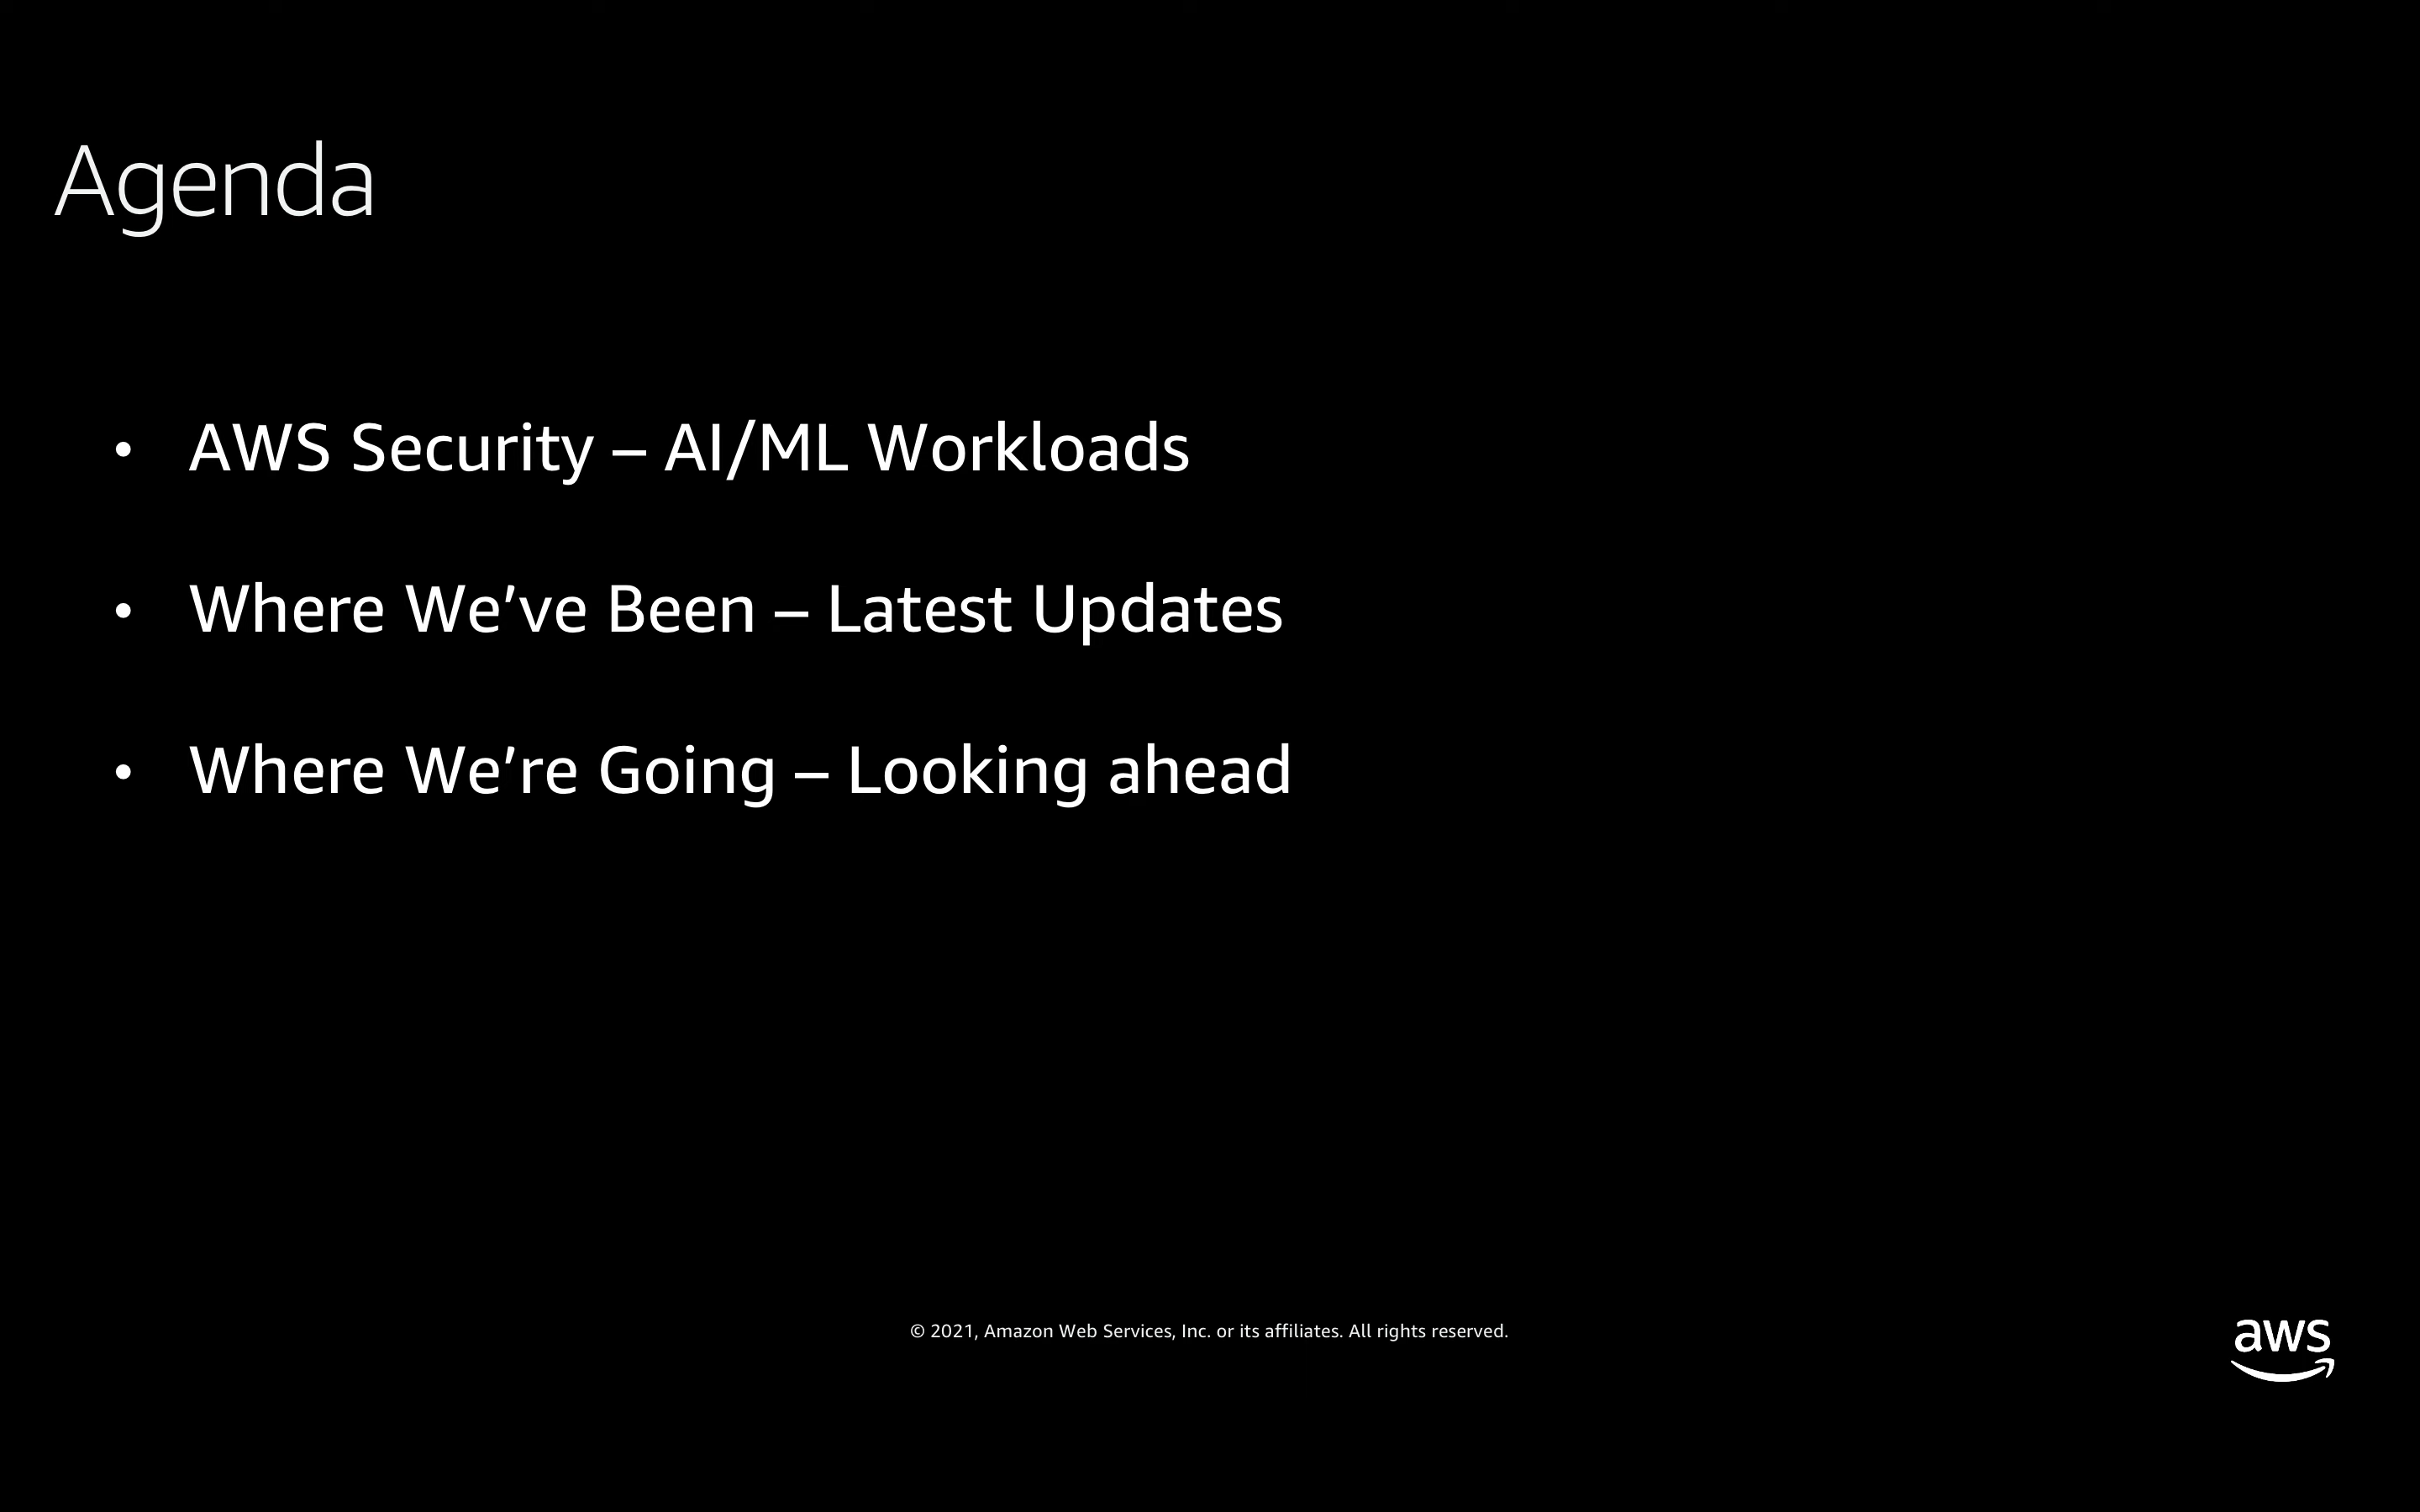 Agenda
• AWS Security – AI/ML Workloads
• Where We’ve Been – Latest Updates
• Where We’re Going – Looking ahead
© 2021, Amazon Web Services, Inc. or its affiliates. All rights reserved.
aws